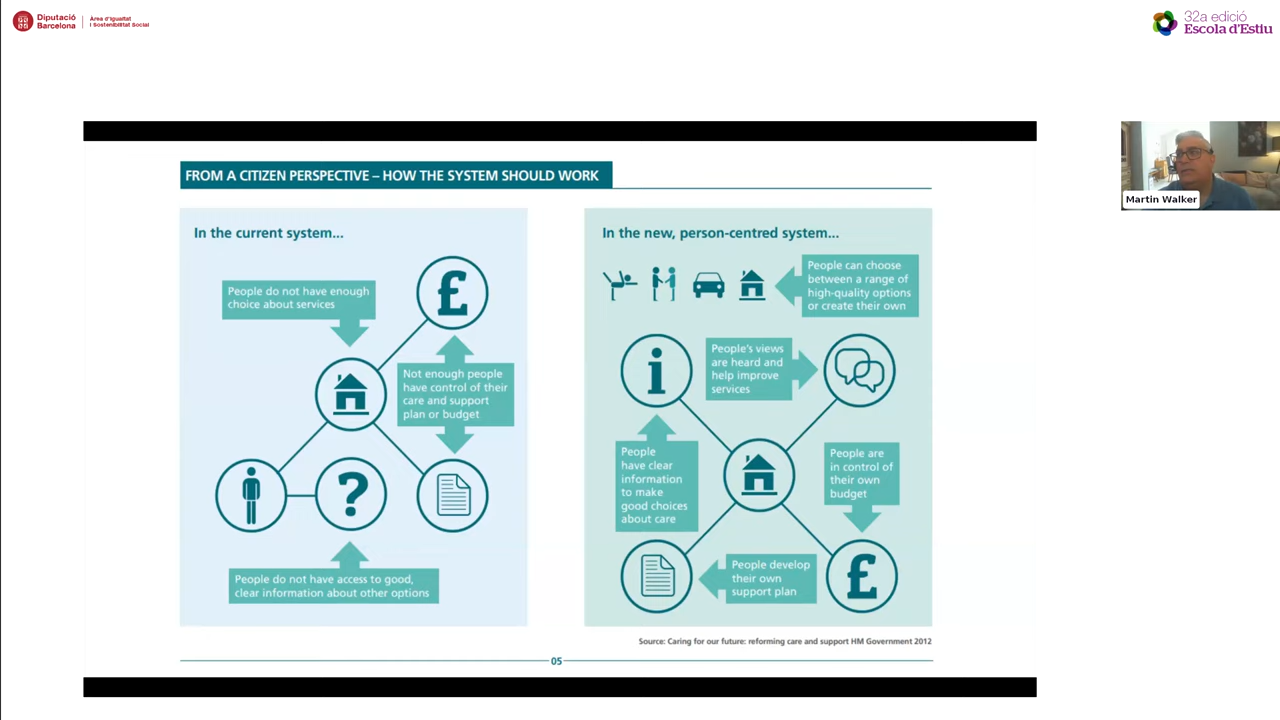 Diputació
Barcelona
Àrea d'Igualtat
i Sostenibilitat Social
32a edició
Escola d'Estiu
FROM A CITIZEN PERSPECTIVE – HOW THE SYSTEM SHOULD WORK
In the current system...
People do not have enough
choice about services
£
Not enough people
have control of their
care and support
plan or budget
?
People do not have access to good,
clear information about other options
In the new, person-centred system...
People can choose
between a range of
high-quality options
or create their own
i
People's views
are heard and
help improve
services
People
have clear
information
to make
good choices
about care
People are
in control of
their own
budget
People develop
their own
support plan
£
Source: Caring for our future: reforming care and support HM Government 2012
05
Martin Walker